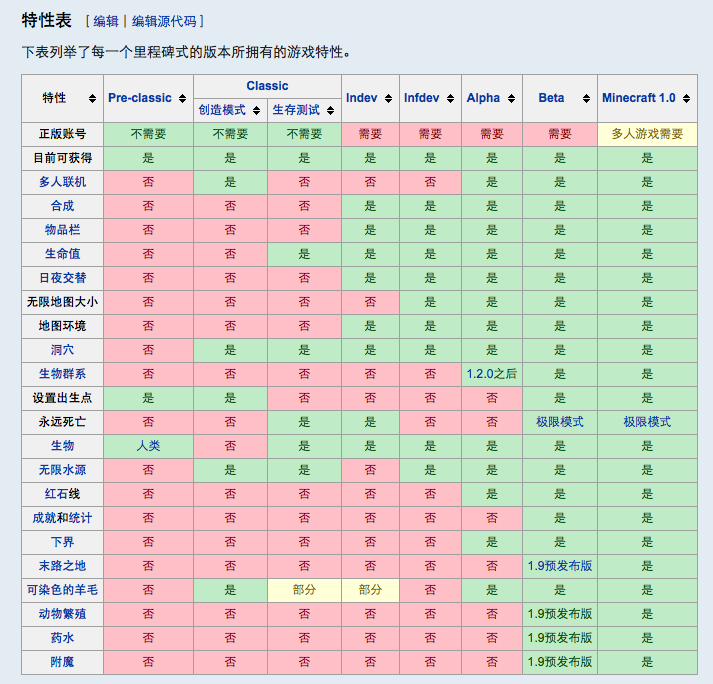 特性表 [ 编辑 | 编辑源代码 ]
下表列举了每一个里程碑式的版本所拥有的游戏特性。
特性 Pre-classic Classic Indev Infdev Alpha Beta Minecraft 1.0
创造模式 生存测试
正版账号 不需要 不需要 不需要 需要 需要 需要 需要 多人游戏需要
目前可获得 是 是 是 是 是 是 是 是
多人联机 否 是 否 否 否 是 是 是
合成 否 否 否 是 是 是 是 是
物品栏 否 否 否 是 是 是 是 是
生命值 否 否 是 是 是 是 是 是
日夜交替 否 否 否 是 是 是 是 是
无限地图大小 否 否 否 否 是 是 是 是
地图环境 否 否 否 是 是 是 是 是
洞穴 否 是 是 是 是 是 是 是
生物群系 否 否 否 否 否 1.2.0之后 是 是
设置出生点 是 是 否 否 否 否 是 是
永远死亡 否 否 是 是 否 否 极限模式 极限模式
生物 人类 否 是 是 是 是 是 是
无限水源 否 是 是 否 是 是 是 是
红石线 否 否 否 否 否 是 是 是
成就和统计 否 否 否 否 否 否 是 是
下界 否 否 否 否 否 是 是 是
末路之地 否 否 否 否 否 否 1.9预发布版 是
可染色的羊毛 否 是 部分 部分 否 是 是 是
动物繁殖 否 否 否 否 否 否 1.9预发布版 是
药水 否 否 否 否 否 否 1.9预发布版 是
附魔 否 否 否 否 否 否 1.9预发布版 是